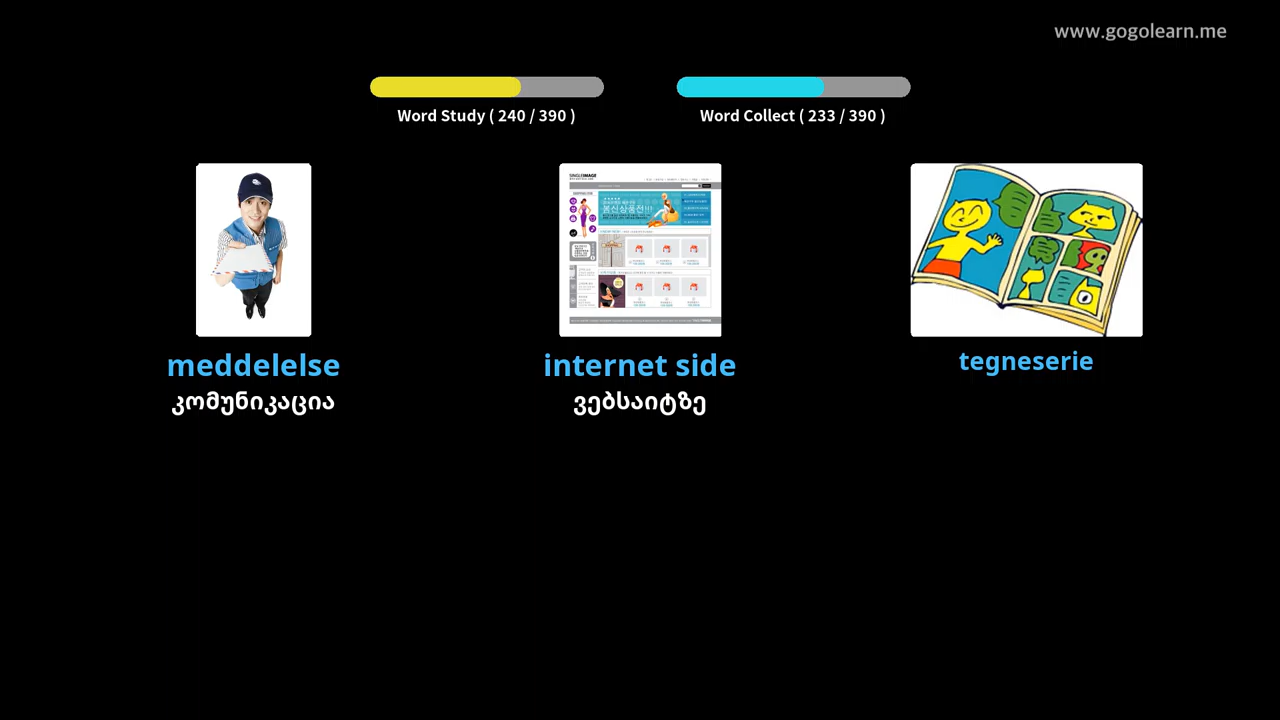 www.gogolearn.me
Word Study ( 240 / 390 )
Word Collect ( 233 / 390 )
meddelelse
internet side
tegneserie
კომუნიკაცია
ვებსაიტზე